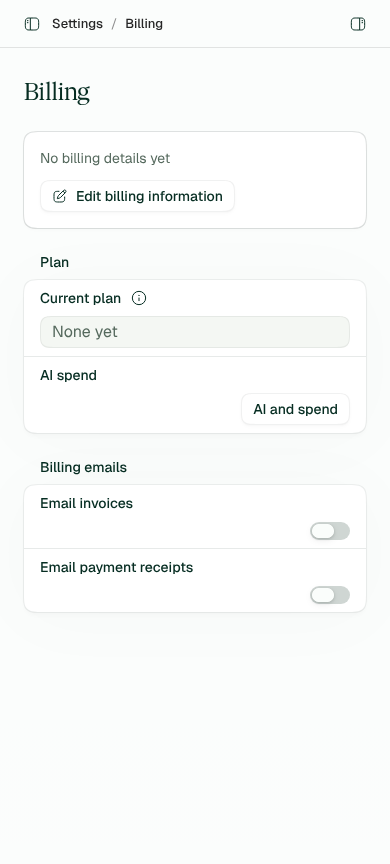 Settings / Billing
Billing
No billing details yet
Edit billing information
Plan
Current plan
None yet
AI spend
AI and spend
Billing emails
Email invoices
Email payment receipts